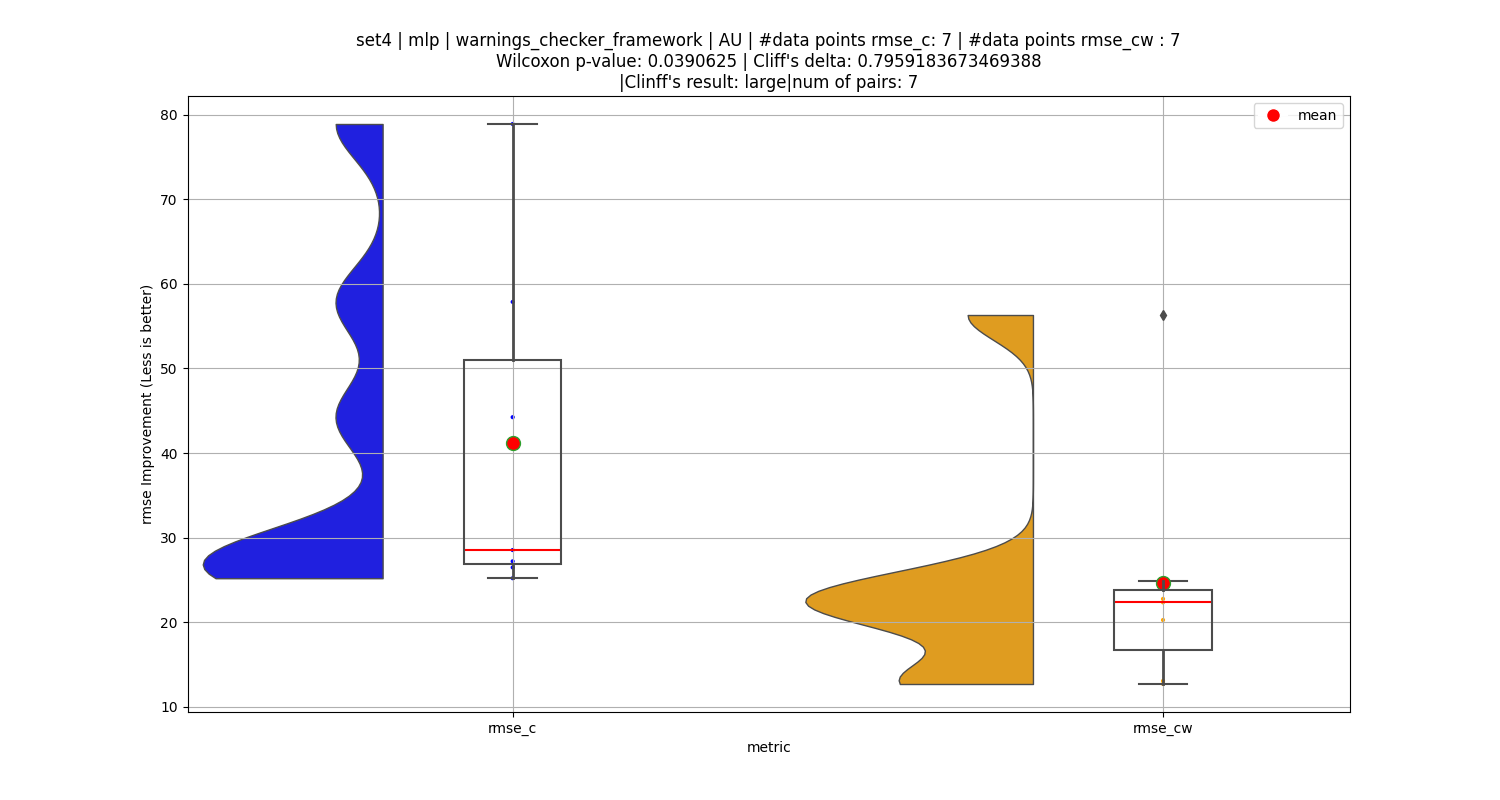 set4 | mlp | warnings_checker_framework | AU | #data points rmse_c: 7 | #data points rmse_cw : 7
Wilcoxon p-value: 0.0390625 | Cliff's delta: 0.7959183673469388
|Clinff's result: large|num of pairs: 7
mean
80
70
60
50
40
30
20
10
rmse Improvement (Less is better)
rmse_c
rmse_cw
metric